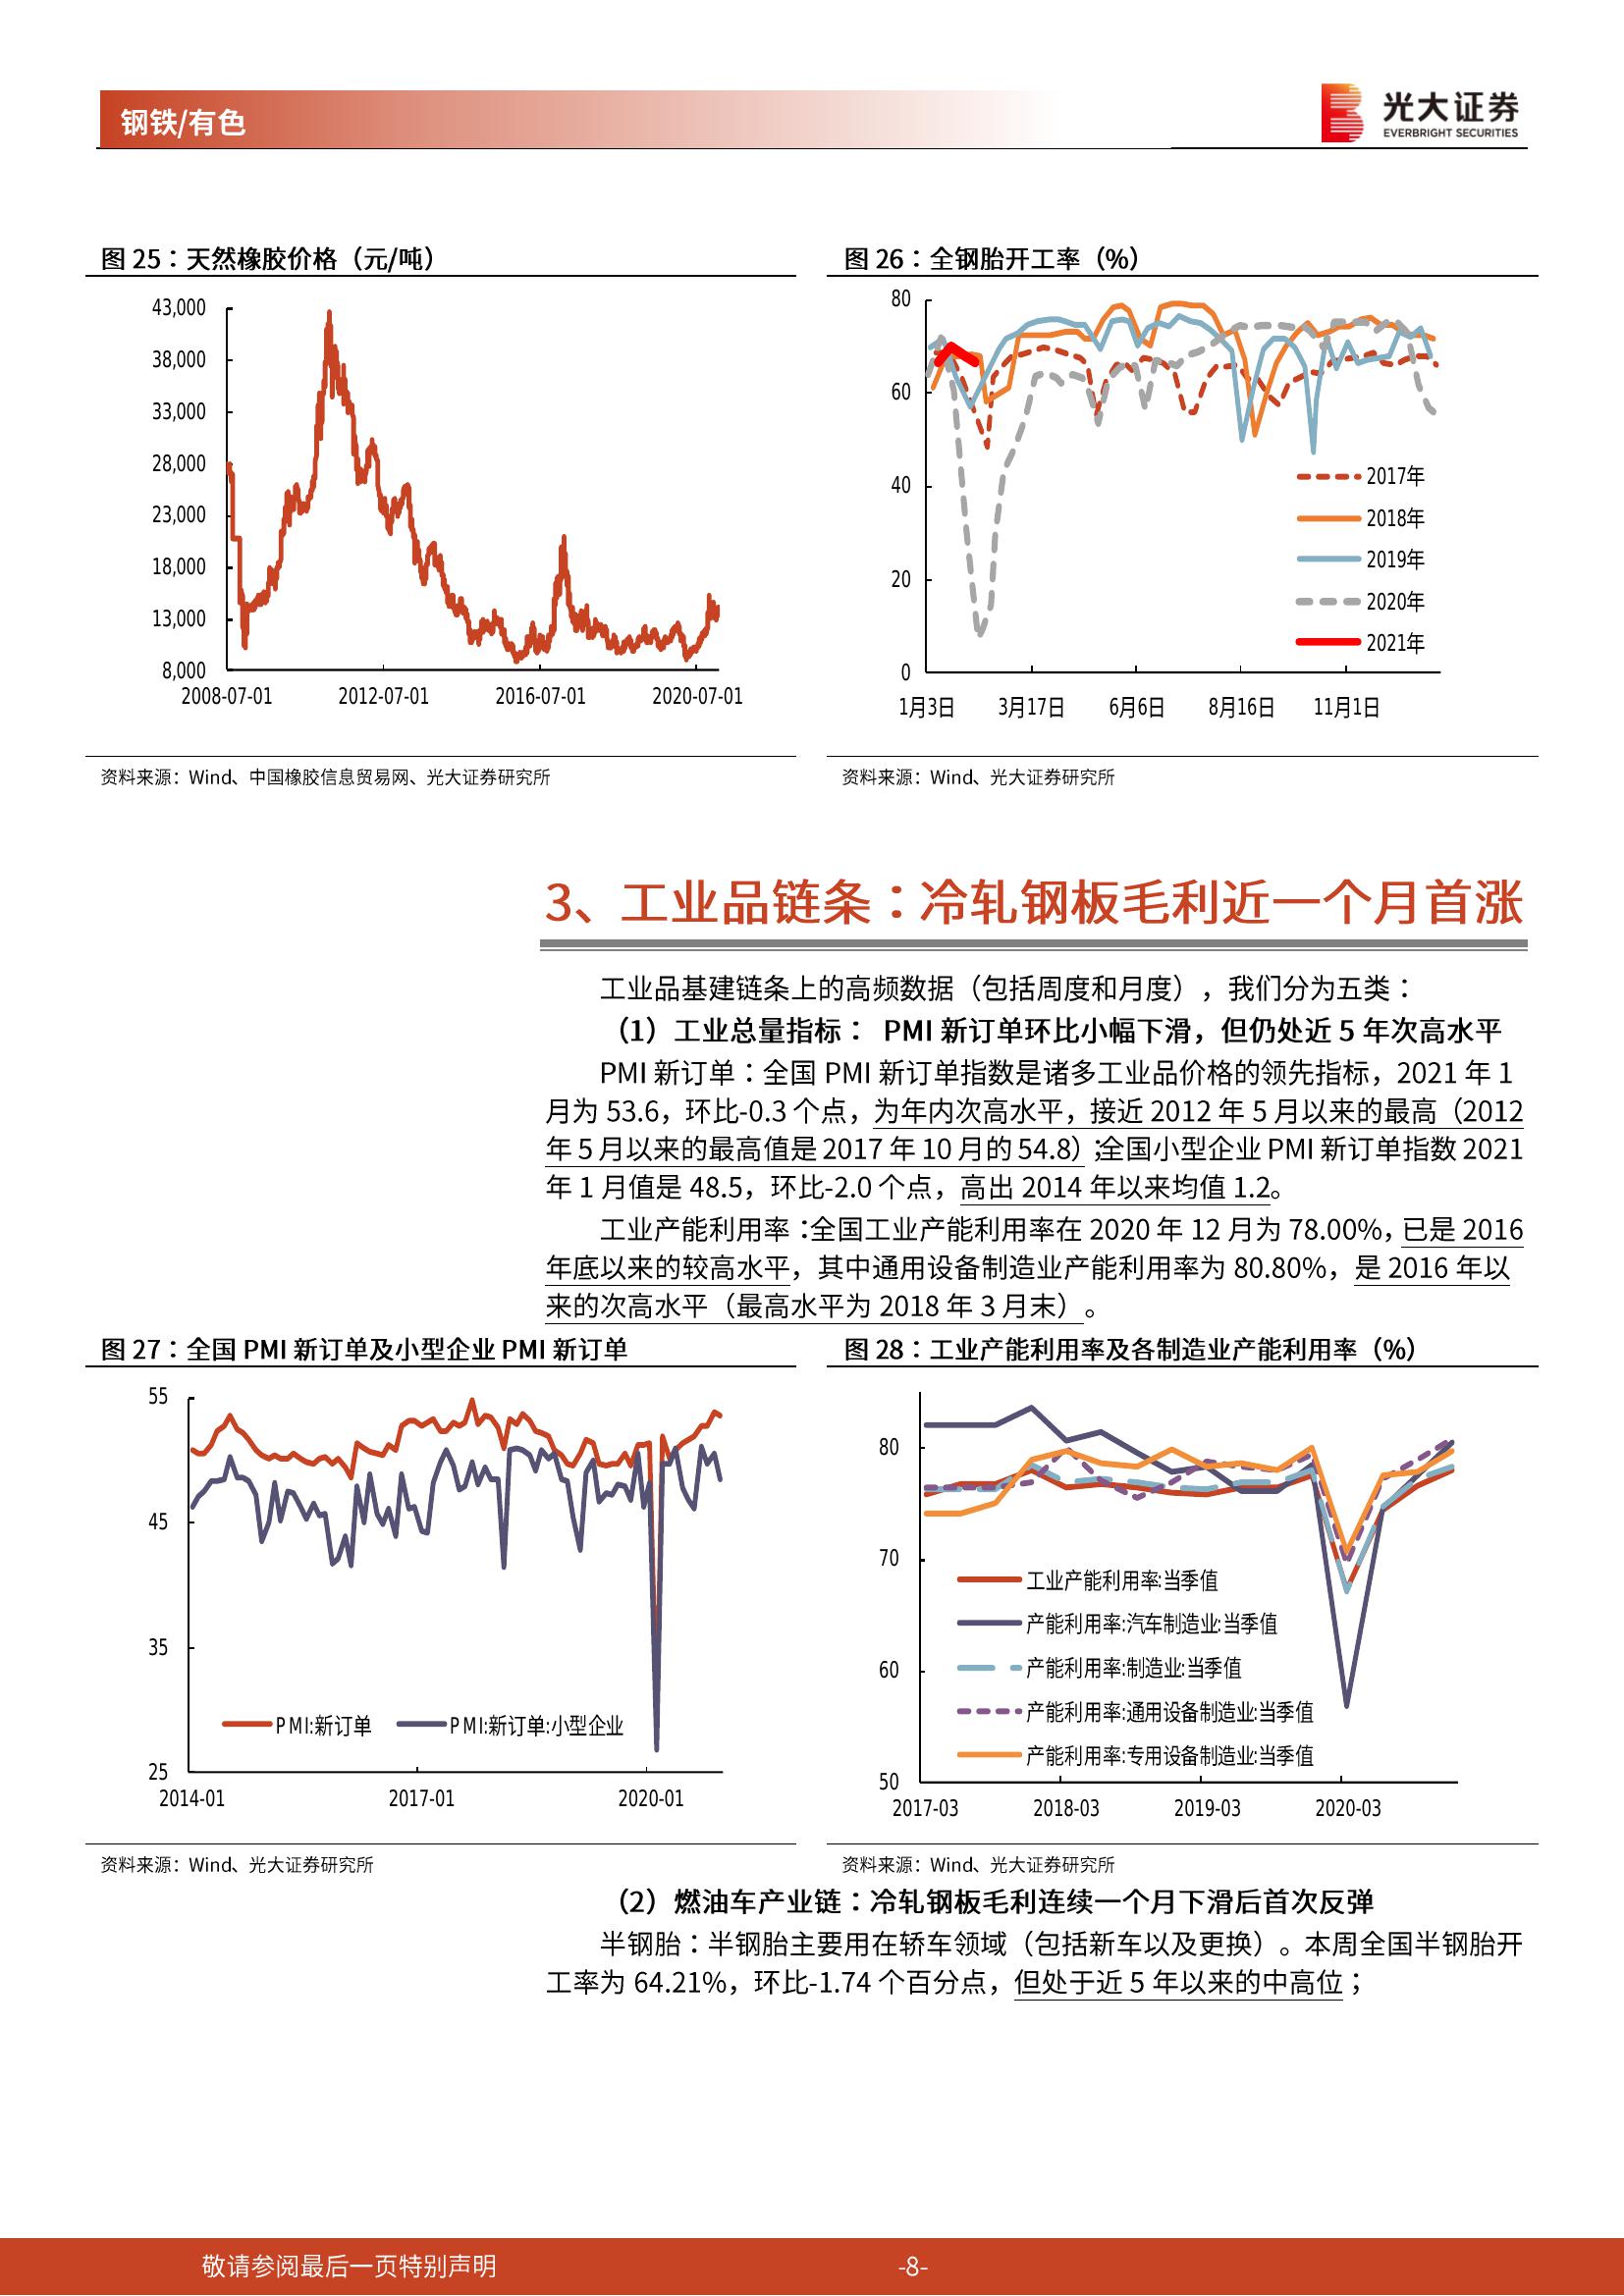 钢铁/有色
光大证券
EVERBRIGHT SECURITIES
图 25：天然橡胶价格（元/吨）
43,000
38,000
33,000
28,000
23,000
18,000
13,000
8,000
2008-07-01 2012-07-01 2016-07-01 2020-07-01
资料来源：Wind、中国橡胶信息贸易网、光大证券研究所
图 26：全钢胎开工率（%）
80
60
40
20
0
2017年
2018年
2019年
2020年
2021年
1月3日 3月17日 6月6日 8月16日 11月1日
资料来源：Wind、光大证券研究所
3、工业品链条：冷轧钢板毛利近一个月首涨
工业品基建链条上的高频数据（包括周度和月度），我们分为五类：
（1）工业总量指标： PMI 新订单环比小幅下滑，但仍处近 5 年次高水平
PMI 新订单：全国 PMI 新订单指数是诸多工业品价格的领先指标，2021 年 1
月为 53.6，环比-0.3 个点，为年内次高水平，接近 2012 年 5 月以来的最高（2012
年 5 月以来的最高值是 2017 年 10 月的 54.8）；全国小型企业 PMI 新订单指数 2021
年 1 月值是 48.5，环比-2.0 个点，高出 2014 年以来均值 1.2。
工业产能利用率：全国工业产能利用率在 2020 年 12 月为 78.00%，已是 2016
年底以来的较高水平，其中通用设备制造业产能利用率为 80.80%，是 2016 年以
来的次高水平（最高水平为 2018 年 3 月末）。
图 27：全国 PMI 新订单及小型企业 PMI 新订单
55
45
35
25
PMI:新订单 PMI:新订单:小型企业
2014-01 2017-01 2020-01
资料来源：Wind、光大证券研究所
图 28：工业产能利用率及各制造业产能利用率（%）
80
70
60
50
工业产能利用率:当季值
产能利用率:汽车制造业:当季值
产能利用率:制造业:当季值
产能利用率:通用设备制造业:当季值
产能利用率:专用设备制造业:当季值
2017-03 2018-03 2019-03 2020-03
资料来源：Wind、光大证券研究所
（2）燃油车产业链：冷轧钢板毛利连续一个月下滑后首次反弹
半钢胎：半钢胎主要用在轿车领域（包括新车以及更换）。本周全国半钢胎开
工率为 64.21%，环比-1.74 个百分点，但处于近 5 年以来的中高位；
敬请参阅最后一页特别声明 -8-